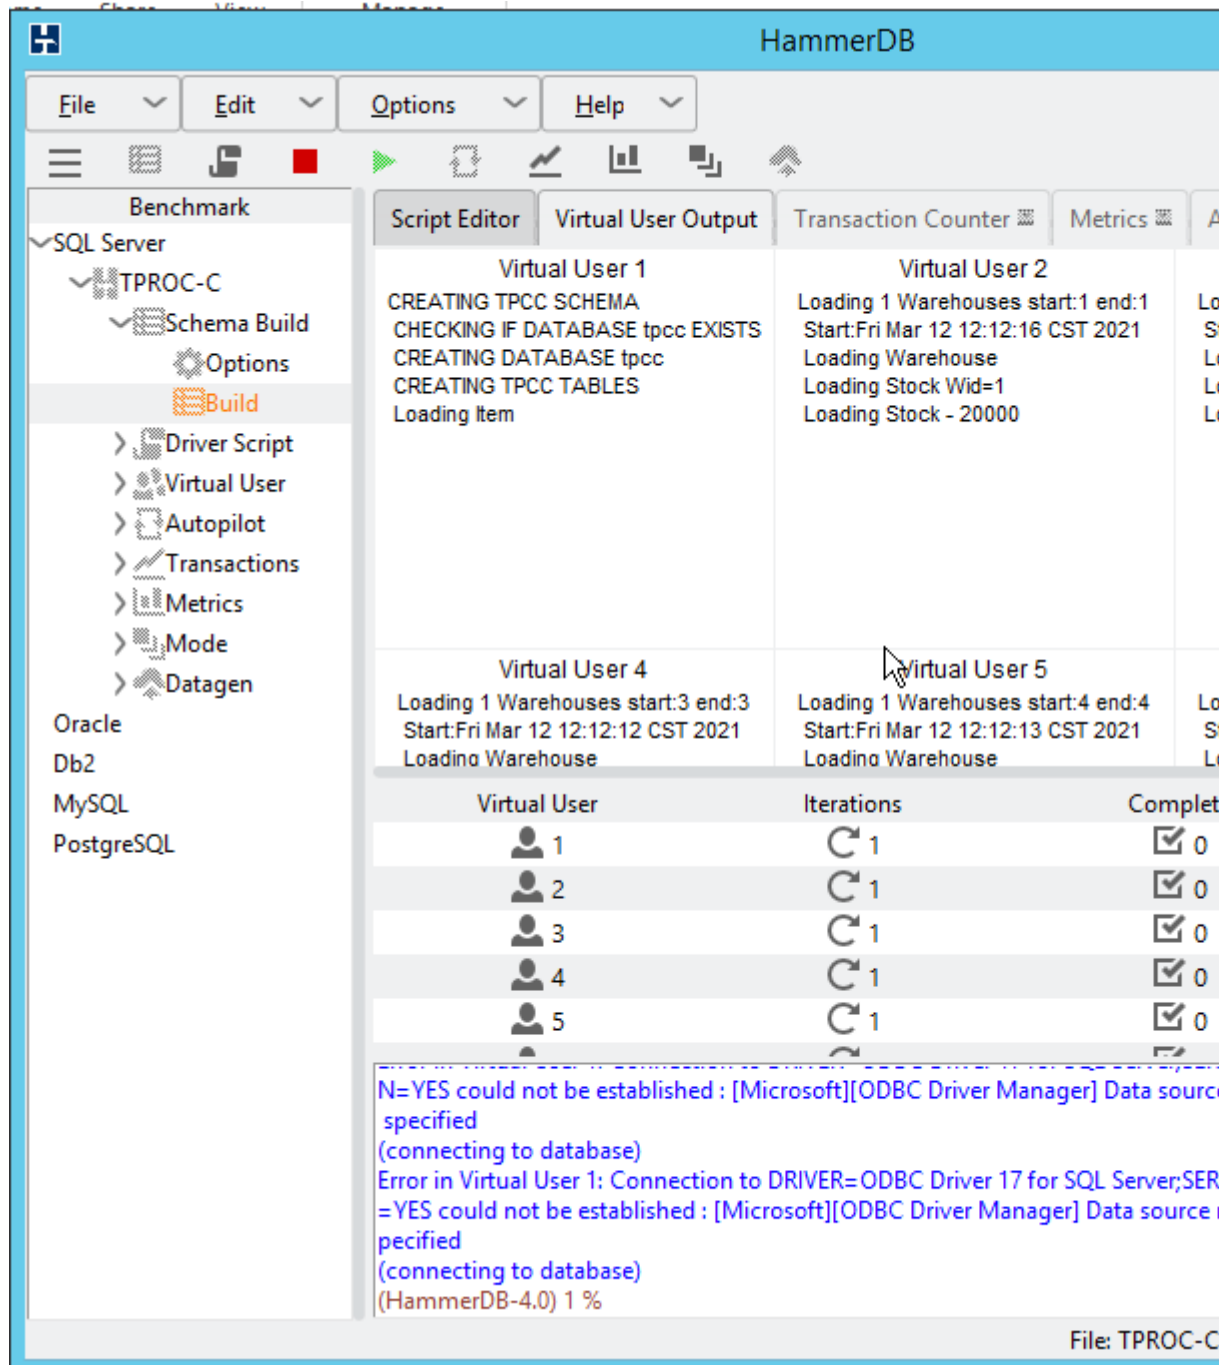 Share View Manage
HammerDB
File Edit Options Help
Benchmark
SQL Server
TPROC-C
Schema Build
Options
Build
Driver Script
Virtual User
Autopilot
Transactions
Metrics
Mode
Datagen
Oracle
Db2
MySQL
PostgreSQL
Script Editor Virtual User Output Transaction Counter Metrics A
Virtual User 1
CREATING TPCC SCHEMA
CHECKING IF DATABASE tpcc EXISTS
CREATING DATABASE tpcc
CREATING TPCC TABLES
Loading Item
Virtual User 2
Loading 1 Warehouses start:1 end:1
Start:Fri Mar 12 12:12:16 CST 2021
Loading Warehouse
Loading Stock Wid=1
Loading Stock - 20000
Lo
S
L
L
L
Virtual User 4
Loading 1 Warehouses start:3 end:3
Start:Fri Mar 12 12:12:12 CST 2021
Loading Warehouse
Virtual User 5
Loading 1 Warehouses start:4 end:4
Start:Fri Mar 12 12:12:13 CST 2021
Loading Warehouse
Lo
S
L
Virtual User Iterations Complet
1 1 0
2 1 0
3 1 0
4 1 0
5 1 0
N=YES could not be established : [Microsoft][ODBC Driver Manager] Data source
specified
(connecting to database)
Error in Virtual User 1: Connection to DRIVER=ODBC Driver 17 for SQL Server;SER
=YES could not be established : [Microsoft][ODBC Driver Manager] Data source
pecified
(connecting to database)
(HammerDB-4.0) 1 %
File: TPROC-C